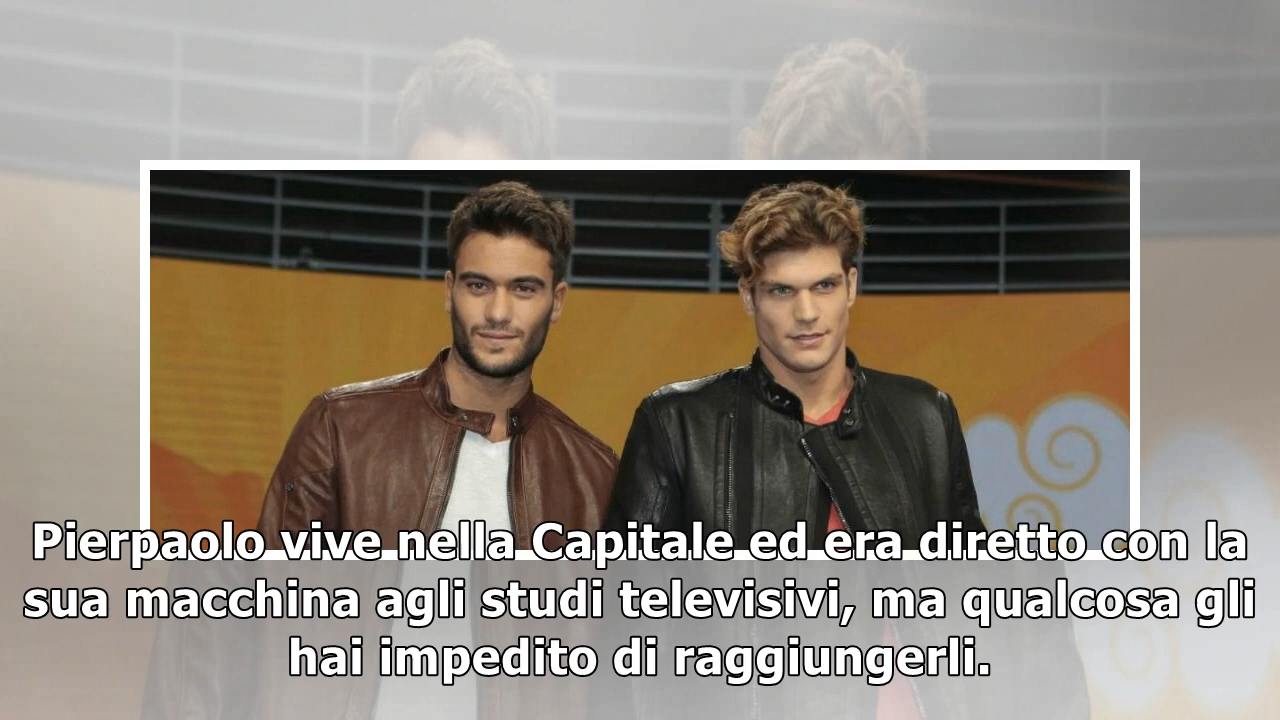 Pierpaolo vive nella Capitale ed era diretto con la
sua macchina agli studi televisivi, ma qualcosa gli
hai impedito di raggiungerli.